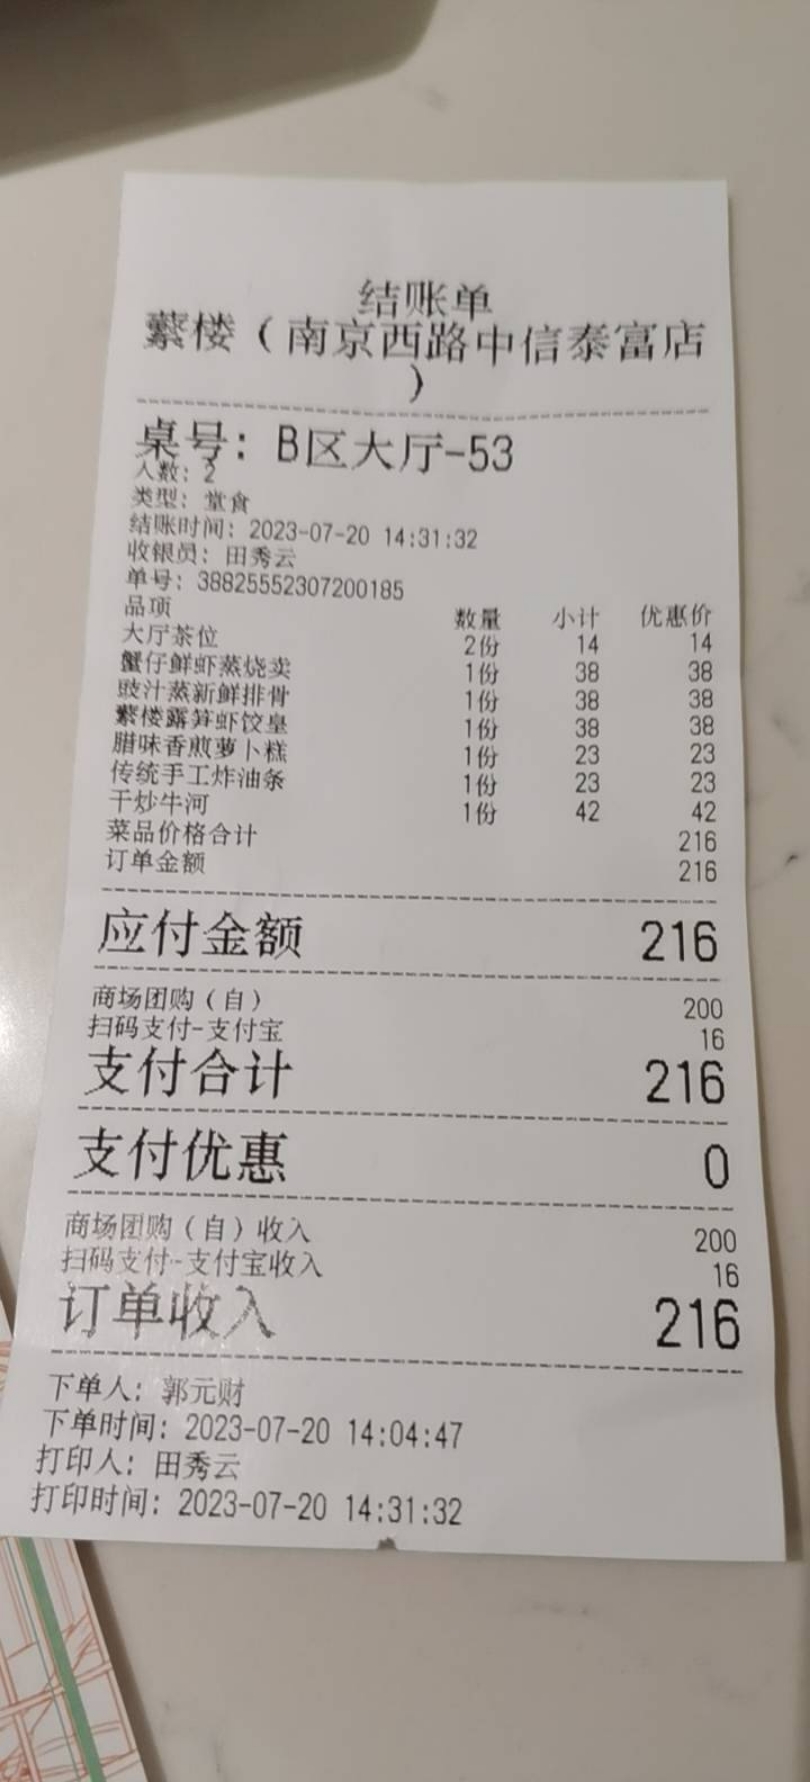 结账单
蘩楼（南京西路中信泰富店
）
桌号: B区大厅-53
人数: 2
类型: 堂食
结账时间: 2023-07-20 14:31:32
收银员: 田秀云
单号: 38825552307200185
品项 数量 小计 优惠价
大厅茶位 2份 14 14
蟹仔鲜虾蒸烧卖 1份 38 38
豉汁蒸新鲜排骨 1份 38 38
蘩楼露笋虾饺皇 1份 38 38
腊味香煎萝卜糕 1份 23 23
传统手工炸油条 1份 23 23
干炒牛河 1份 42 42
菜品价格合计 216
订单金额 216
应付金额 216
商场团购（自） 200
扫码支付-支付宝 16
支付合计 216
支付优惠 0
商场团购（自）收入 200
扫码支付-支付宝收入 16
订单收入 216
下单人: 郭元财
下单时间: 2023-07-20 14:04:47
打印人: 田秀云
打印时间: 2023-07-20 14:31:32